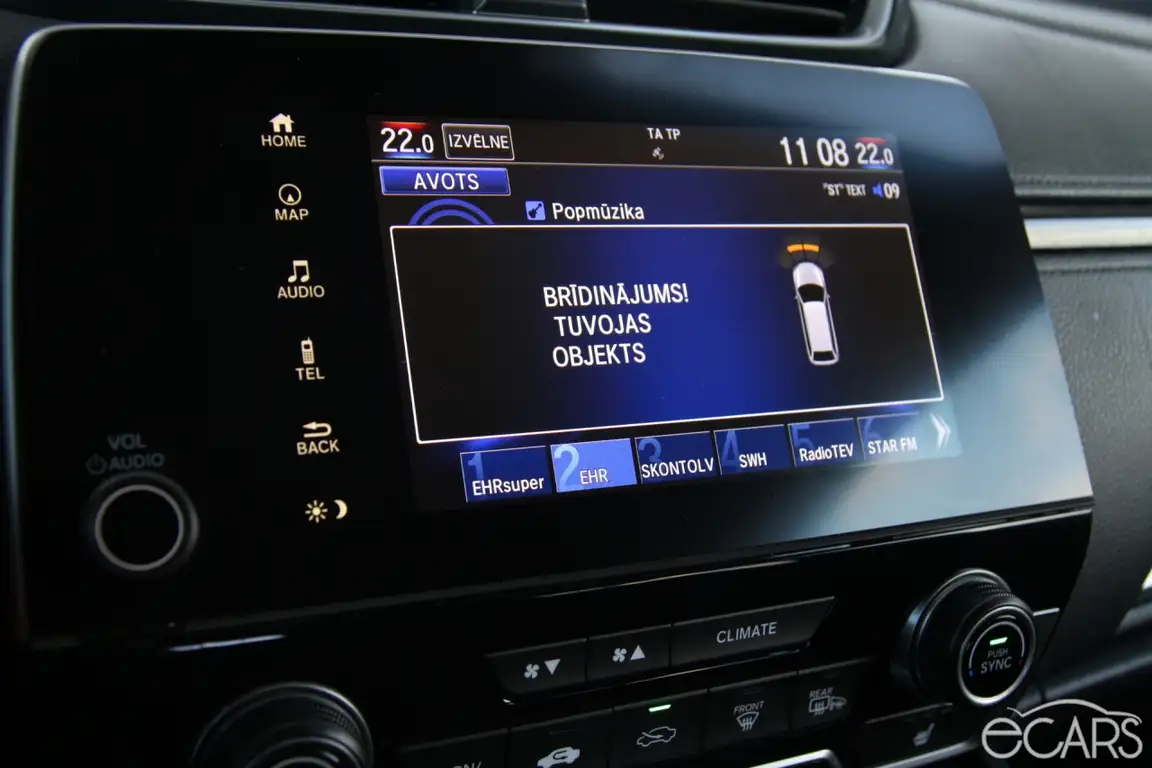 HOME
MAP
AUDIO
TEL
BACK
VOL
AUDIO
22.0 IZVĒLNE TA TP 11 08 22.0
AVOTS "ST" TEXT 09
Popmūzika
BRĪDINĀJUMS!
TUVOJAS
OBJEKTS
1 EHRsuper 2 EHR 3 SKONTOLV 4 SWH 5 RadioTEV 6 STAR FM
CLIMATE
PUSH
SYNC
FRONT
REAR
eCARS